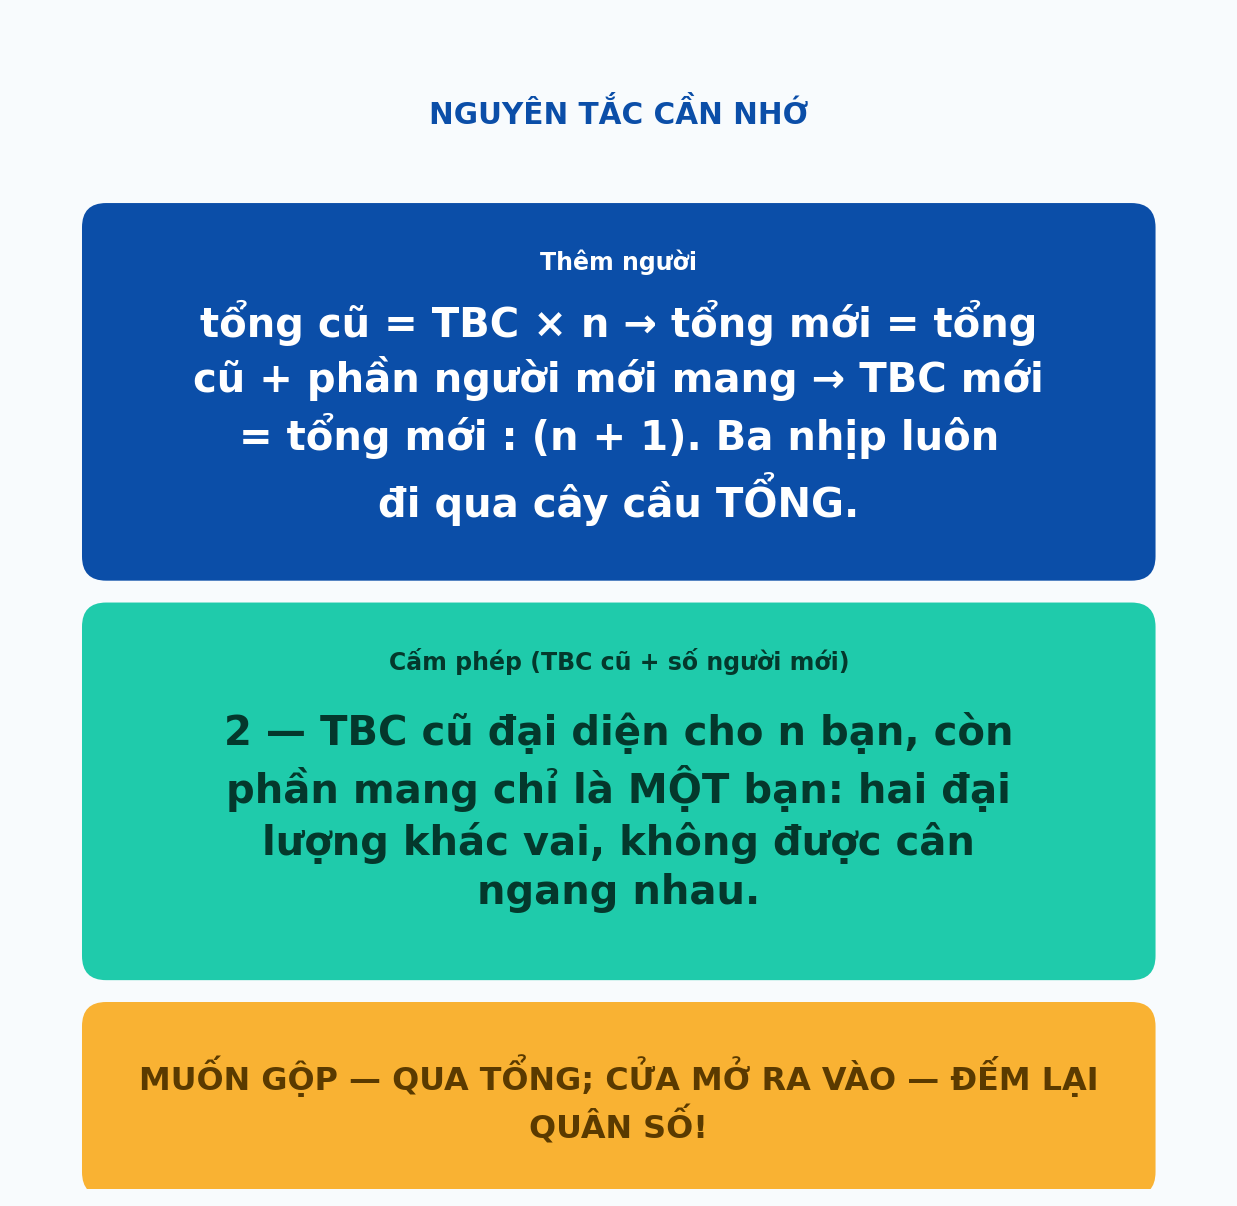 NGUYÊN TẮC CẦN NHỚ
Thêm người
tổng cũ = TBC × n → tổng mới = tổng
cũ + phần người mới mang → TBC mới
= tổng mới : (n + 1). Ba nhịp luôn
đi qua cây cầu TỔNG.
Cấm phép (TBC cũ + số người mới)
2 — TBC cũ đại diện cho n bạn, còn
phần mang chỉ là MỘT bạn: hai đại
lượng khác vai, không được cân
ngang nhau.
MUỐN GỘP — QUA TỔNG; CỬA MỞ RA VÀO — ĐẾM LẠI
QUÂN SỐ!